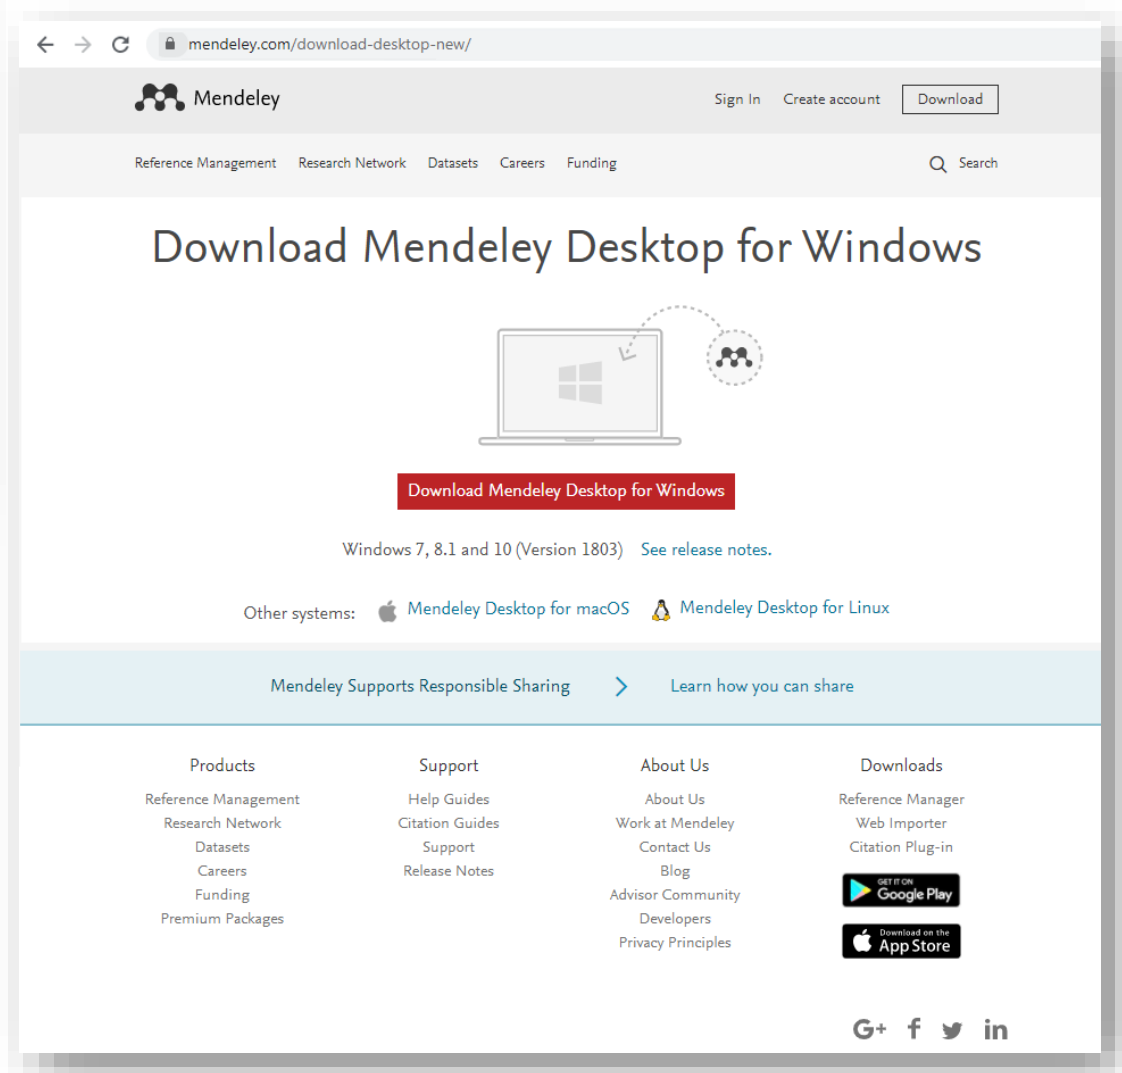 mendeley.com/download-desktop-new/
Mendeley
Sign In Create account Download
Reference Management Research Network Datasets Careers Funding Search
Download Mendeley Desktop for Windows
Download Mendeley Desktop for Windows
Windows 7, 8.1 and 10 (Version 1803) See release notes.
Other systems: Mendeley Desktop for macOS Mendeley Desktop for Linux
Mendeley Supports Responsible Sharing Learn how you can share
Products
Reference Management
Research Network
Datasets
Careers
Funding
Premium Packages
Support
Help Guides
Citation Guides
Support
Release Notes
About Us
About Us
Work at Mendeley
Contact Us
Blog
Advisor Community
Developers
Privacy Principles
Downloads
Reference Manager
Web Importer
Citation Plug-in
GET IT ON
Google Play
Download on the
App Store
G+ f in